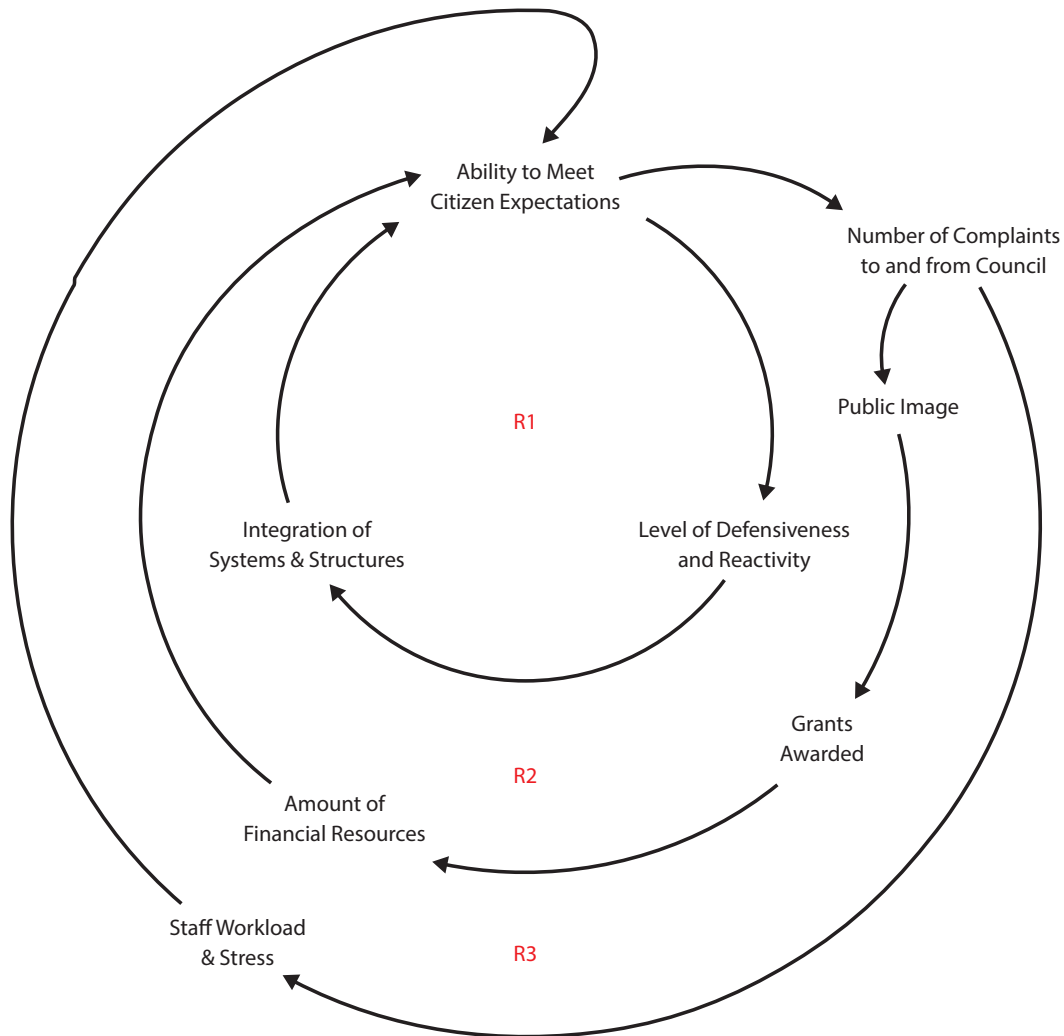 Ability to Meet
Citizen Expectations
Number of Complaints
to and from Council
Public Image
R1
Integration of
Systems & Structures
Level of Defensiveness
and Reactivity
Grants
Awarded
R2
Amount of
Financial Resources
Staff Workload
& Stress
R3